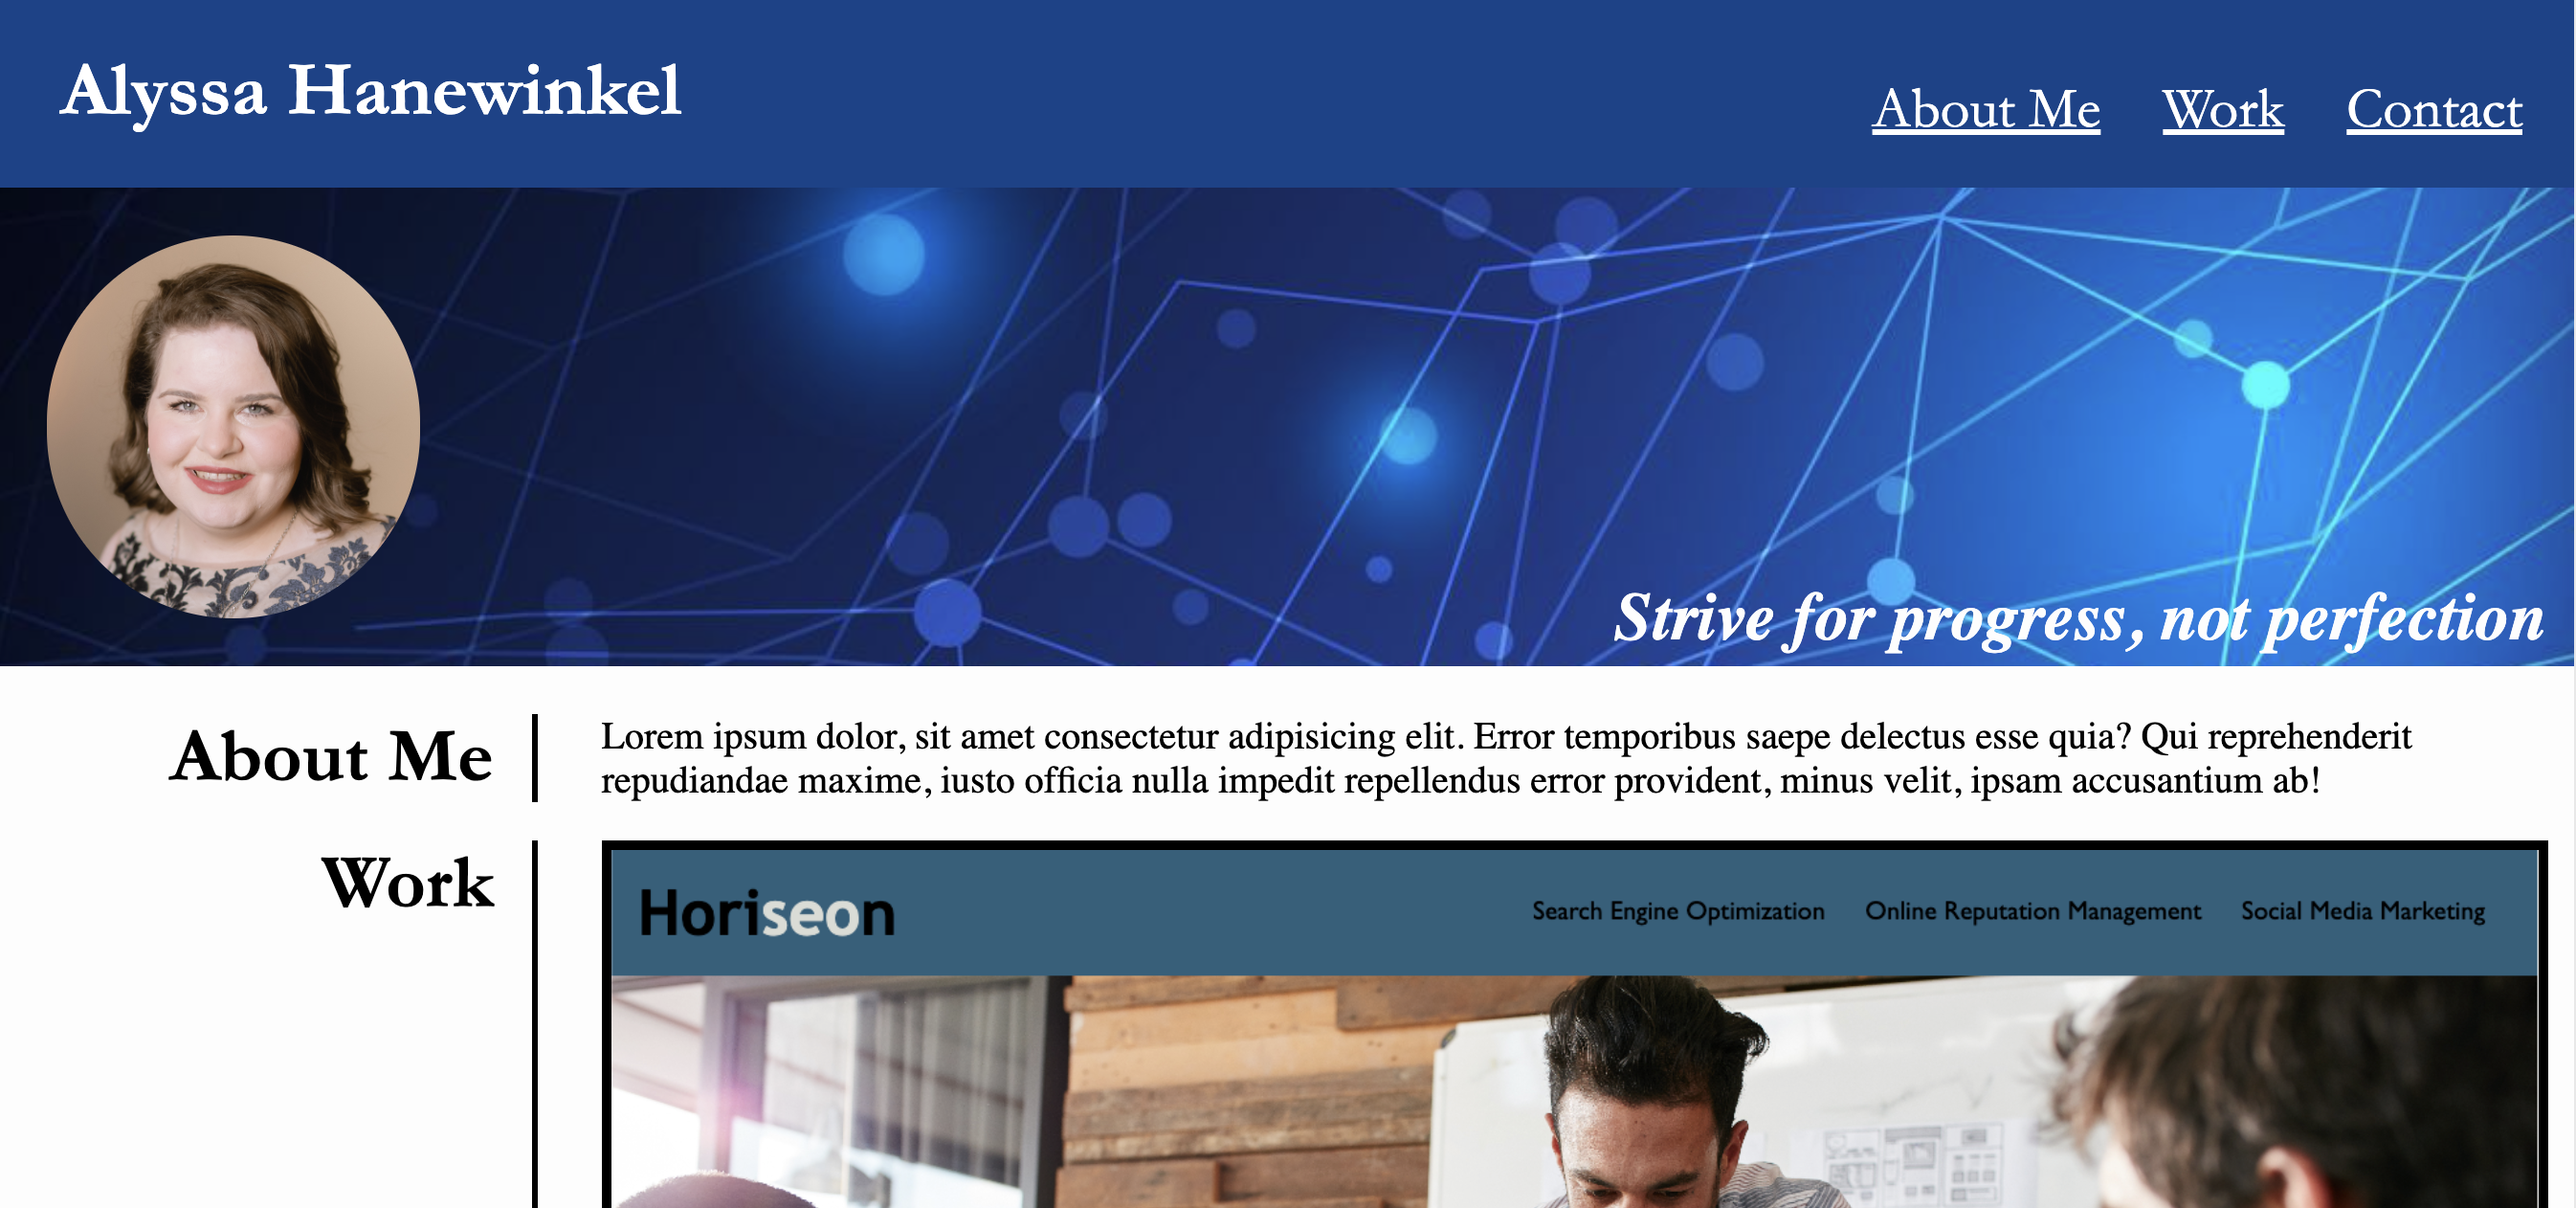 Alyssa Hanewinkel
About Me Work Contact
Strive for progress, not perfection
About Me
Lorem ipsum dolor, sit amet consectetur adipisicing elit. Error temporibus saepe delectus esse quia? Qui reprehenderit
repudiandae maxime, iusto officia nulla impedit repellendus error provident, minus velit, ipsam accusantium ab!
Work
Horiseon
Search Engine Optimization Online Reputation Management Social Media Marketing